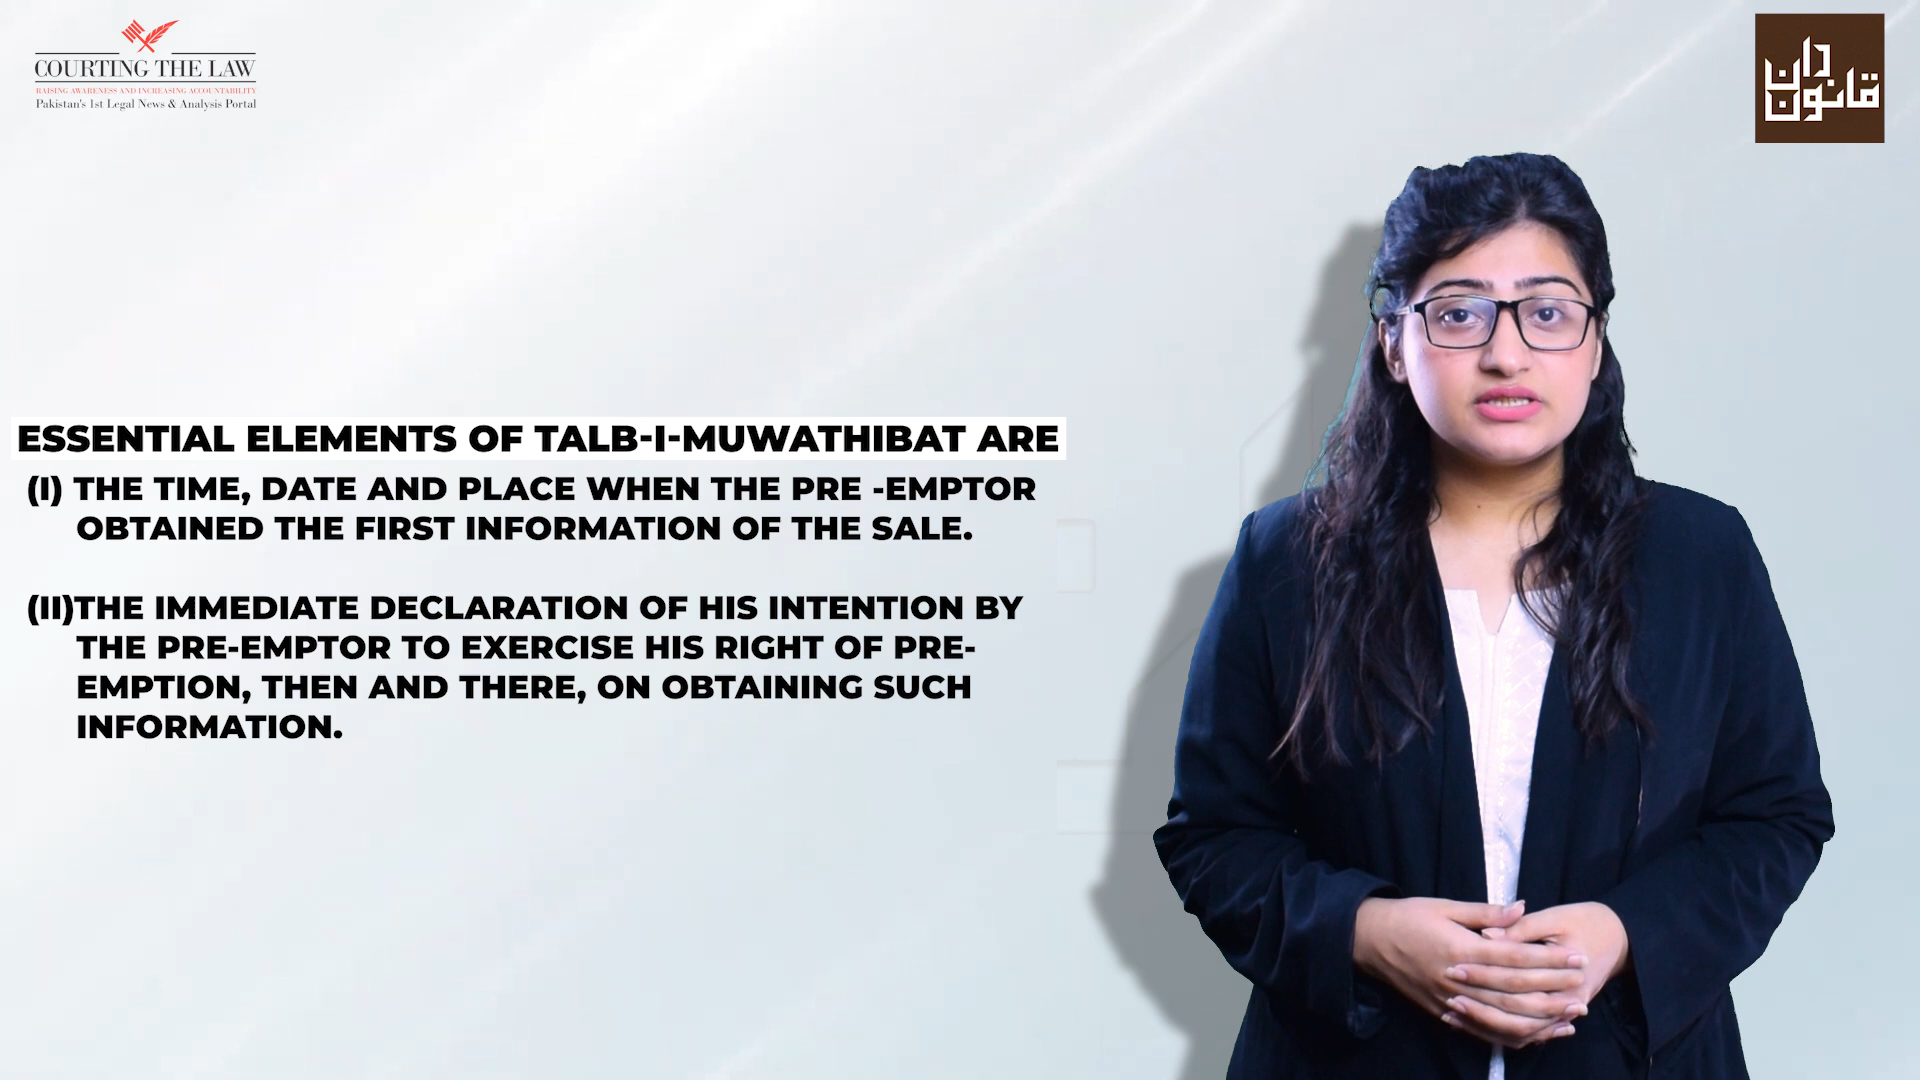 COURTING THE LAW
RAISING AWARENESS AND INCREASING ACCOUNTABILITY
Pakistan's 1st Legal News & Analysis Portal
قانون دان
ESSENTIAL ELEMENTS OF TALB-I-MUWATHIBAT ARE
(I) THE TIME, DATE AND PLACE WHEN THE PRE -EMPTOR
OBTAINED THE FIRST INFORMATION OF THE SALE.
(II)THE IMMEDIATE DECLARATION OF HIS INTENTION BY
THE PRE-EMPTOR TO EXERCISE HIS RIGHT OF PRE-
EMPTION, THEN AND THERE, ON OBTAINING SUCH
INFORMATION.